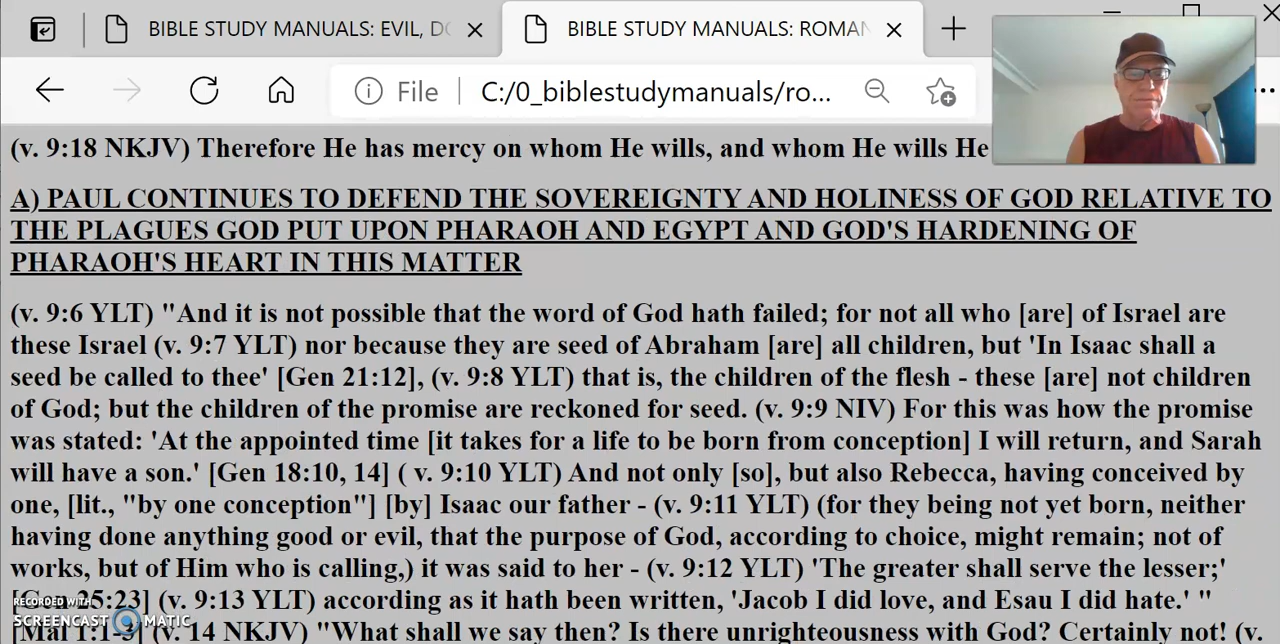 BIBLE STUDY MANUALS: EVIL, DO
BIBLE STUDY MANUALS: ROMAN
File
C:/0_biblestudymanuals/ro...
(v. 9:18 NKJV) Therefore He has mercy on whom He wills, and whom He wills He
A) PAUL CONTINUES TO DEFEND THE SOVEREIGNTY AND HOLINESS OF GOD RELATIVE TO
THE PLAGUES GOD PUT UPON PHARAOH AND EGYPT AND GOD'S HARDENING OF
PHARAOH'S HEART IN THIS MATTER
(v. 9:6 YLT) "And it is not possible that the word of God hath failed; for not all who [are] of Israel are
these Israel (v. 9:7 YLT) nor because they are seed of Abraham [are] all children, but 'In Isaac shall a
seed be called to thee' [Gen 21:12], (v. 9:8 YLT) that is, the children of the flesh - these [are] not children
of God; but the children of the promise are reckoned for seed. (v. 9:9 NIV) For this was how the promise
was stated: 'At the appointed time [it takes for a life to be born from conception] I will return, and Sarah
will have a son.' [Gen 18:10, 14] ( v. 9:10 YLT) And not only [so], but also Rebecca, having conceived by
one, [lit., "by one conception"] [by] Isaac our father - (v. 9:11 YLT) (for they being not yet born, neither
having done anything good or evil, that the purpose of God, according to choice, might remain; not of
works, but of Him who is calling,) it was said to her - (v. 9:12 YLT) 'The greater shall serve the lesser;'
RECORDED WITH
25:23] (v. 9:13 YLT) according as it hath been written, 'Jacob I did love, and Esau I did hate.' "
SCREENCAST MATIC
[Mal 1:1-3] (v. 14 NKJV) "What shall we say then? Is there unrighteousness with God? Certainly not! (v.